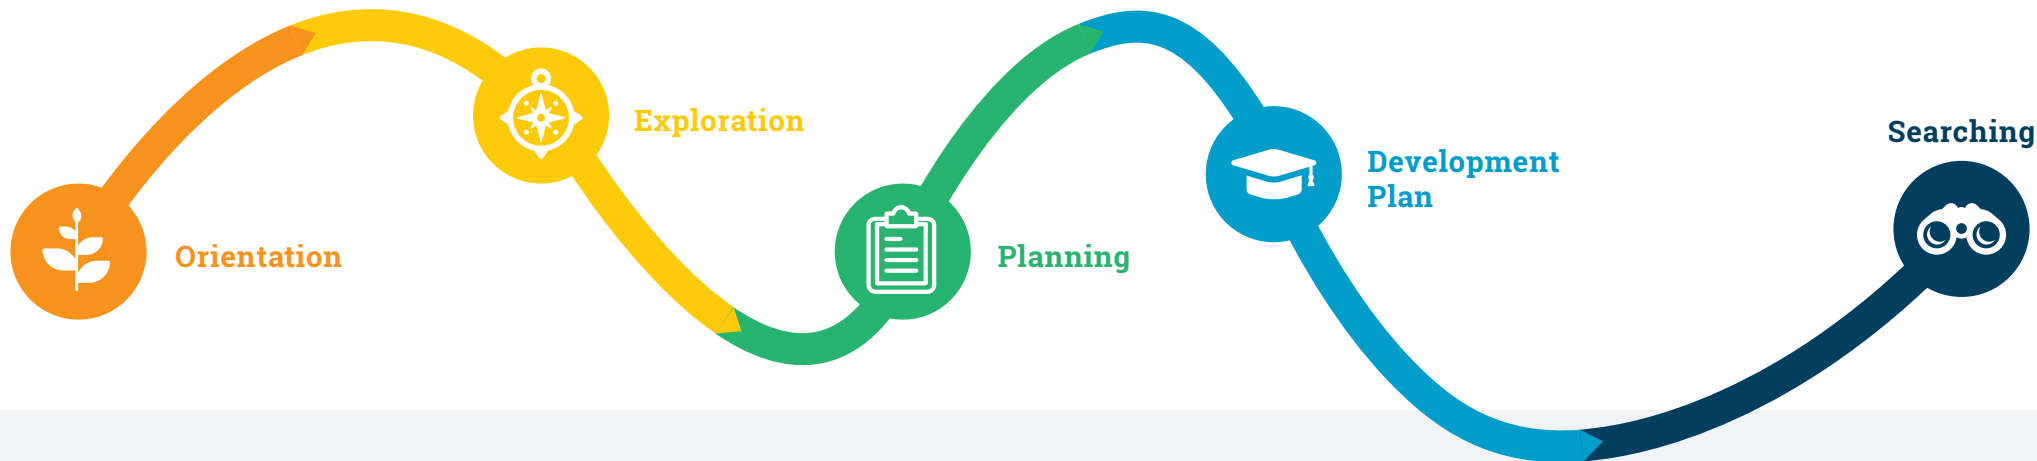 Orientation
Exploration
Planning
Development
Plan
Searching